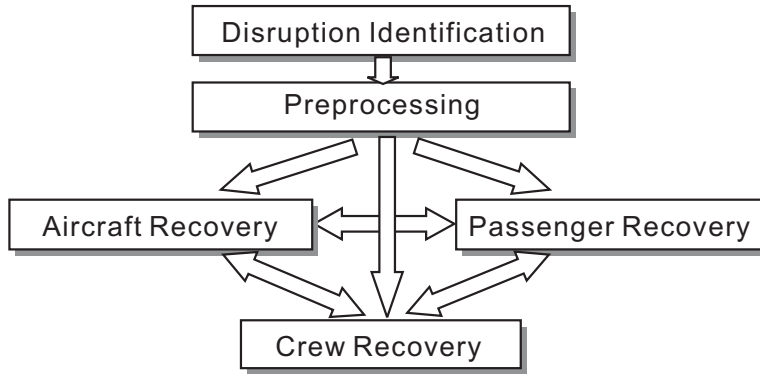 Disruption Identification
Preprocessing
Aircraft Recovery
Passenger Recovery
Crew Recovery